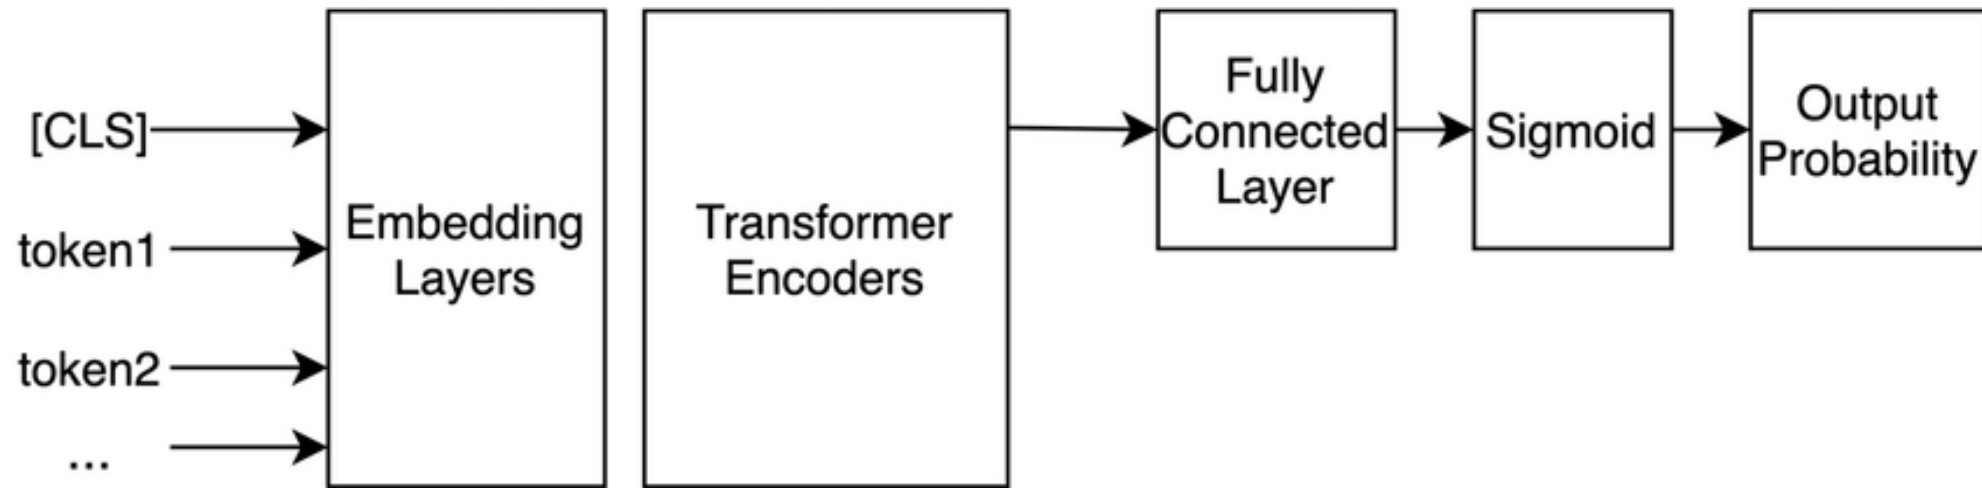 [CLS]
token1
token2
...
Embedding
Layers
Transformer
Encoders
Fully
Connected
Layer
Sigmoid
Output
Probability